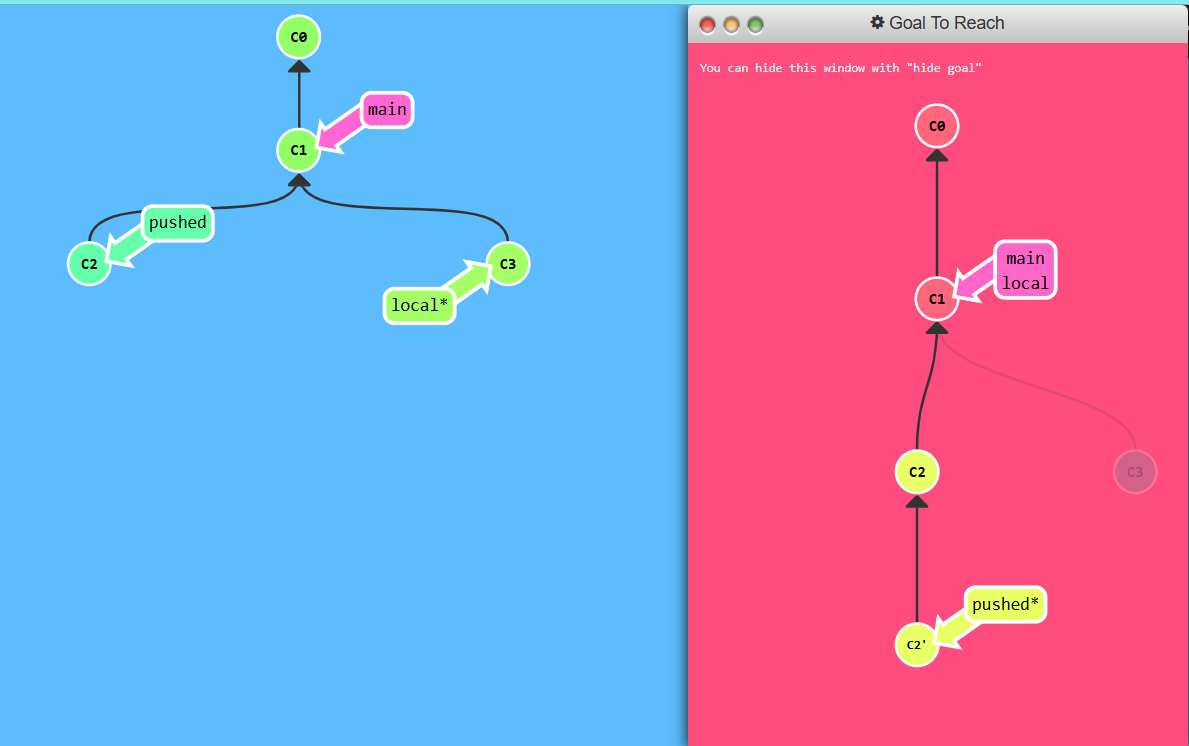 C0
main
C1
pushed
C2
C3
local*
Goal To Reach
You can hide this window with "hide goal"
C0
main
local
C1
C2
C3
pushed*
C2'